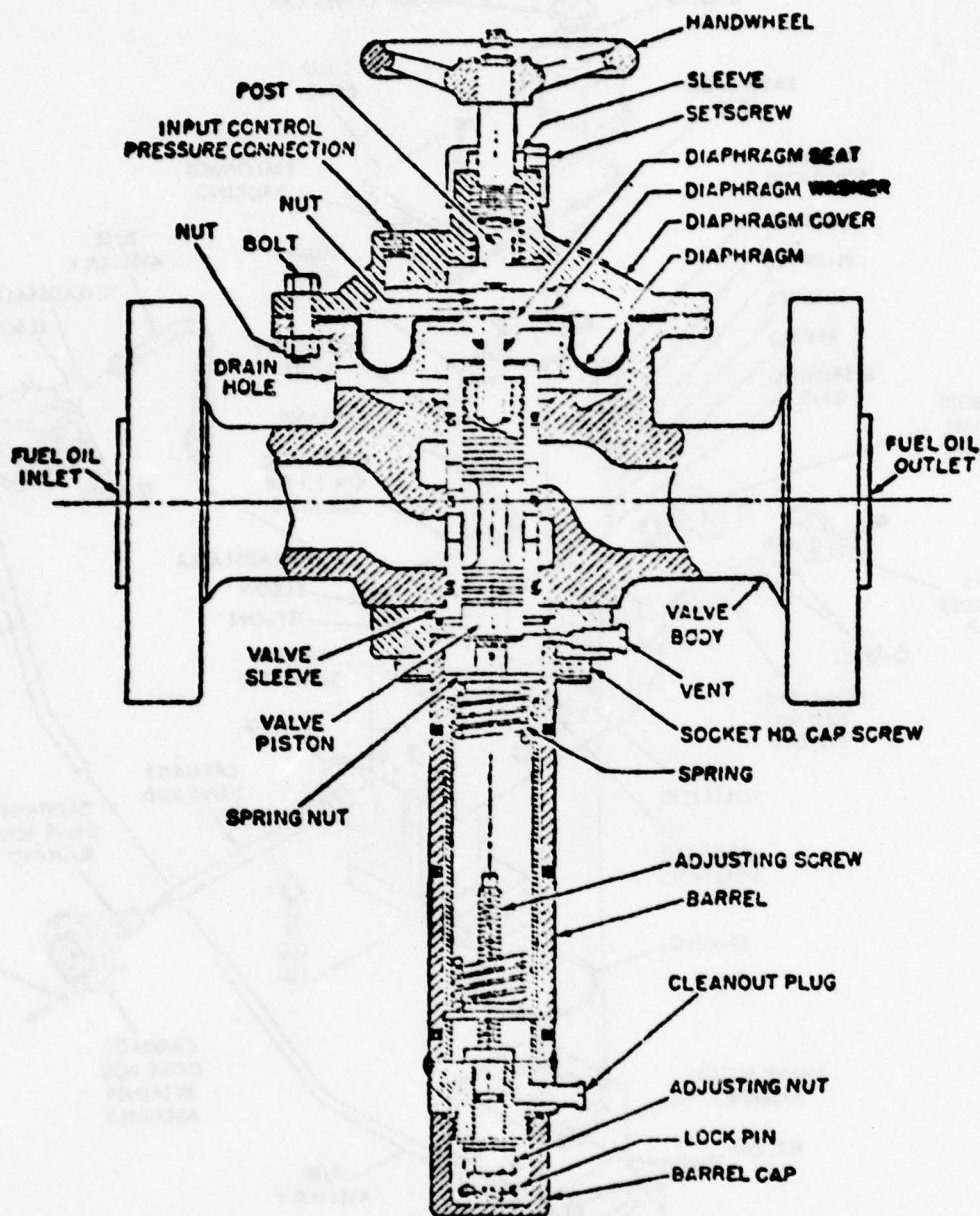 HANDWHEEL
POST
SLEEVE
INPUT CONTROL
PRESSURE CONNECTION
SETSCREW
DIAPHRAGM SEAT
NUT
DIAPHRAGM WASHER
NUT
BOLT
DIAPHRAGM COVER
DIAPHRAGM
DRAIN
HOLE
FUEL OIL
INLET
FUEL OIL
OUTLET
VALVE
SLEEVE
VALVE
BODY
VENT
VALVE
PISTON
SOCKET HD. CAP SCREW
SPRING
SPRING NUT
ADJUSTING SCREW
BARREL
CLEANOUT PLUG
ADJUSTING NUT
LOCK PIN
BARREL CAP